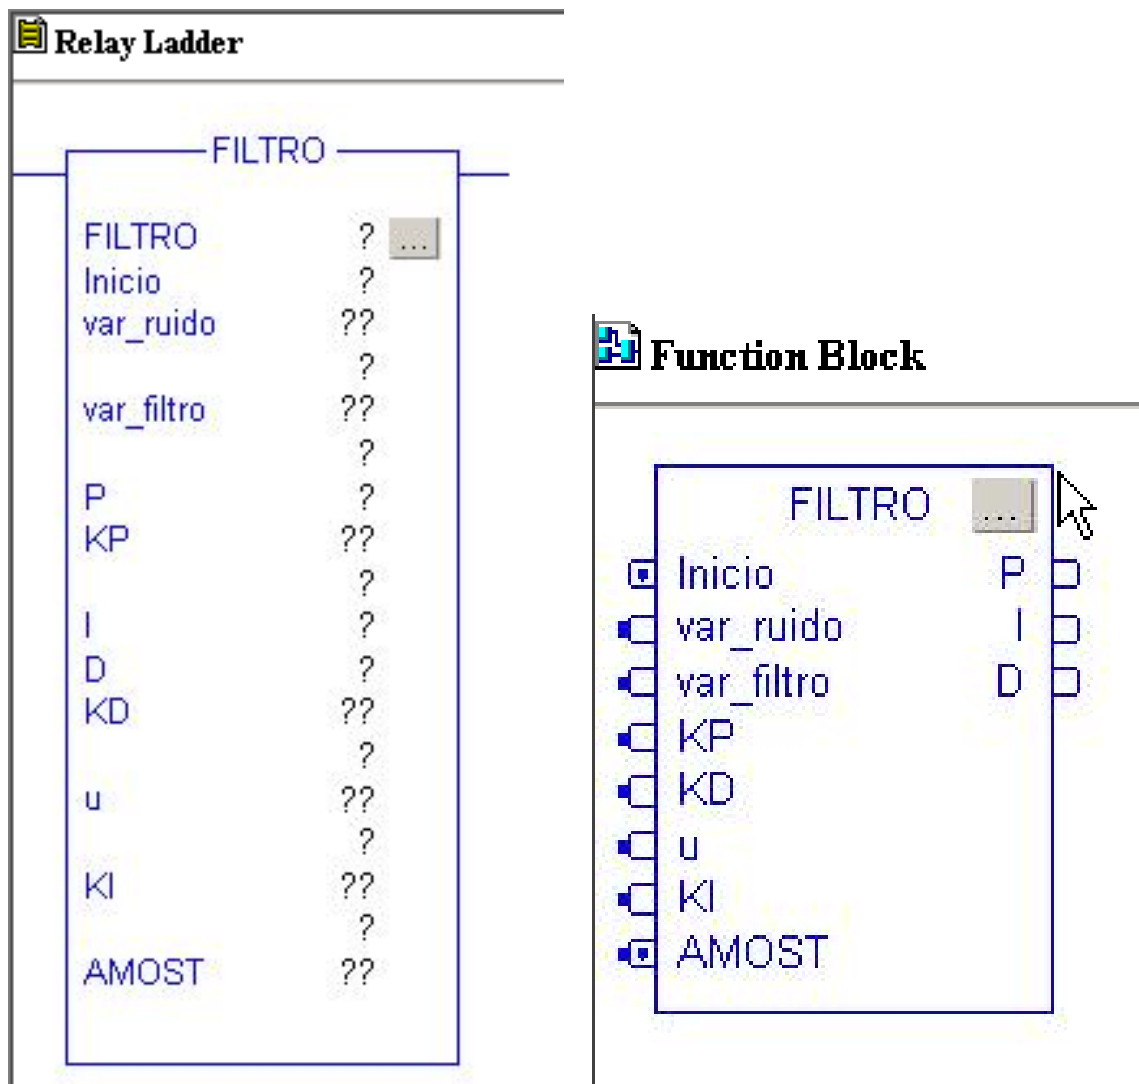 Relay Ladder
FILTRO
FILTRO ? ...
Inicio ?
var_ruido ??
?
var_filtro ??
?
P ?
KP ??
?
I ?
D ?
KD ??
?
u ??
?
KI ??
?
AMOST ??
Function Block
FILTRO ...
Inicio P
var_ruido I
var_filtro D
KP
KD
u
KI
AMOST